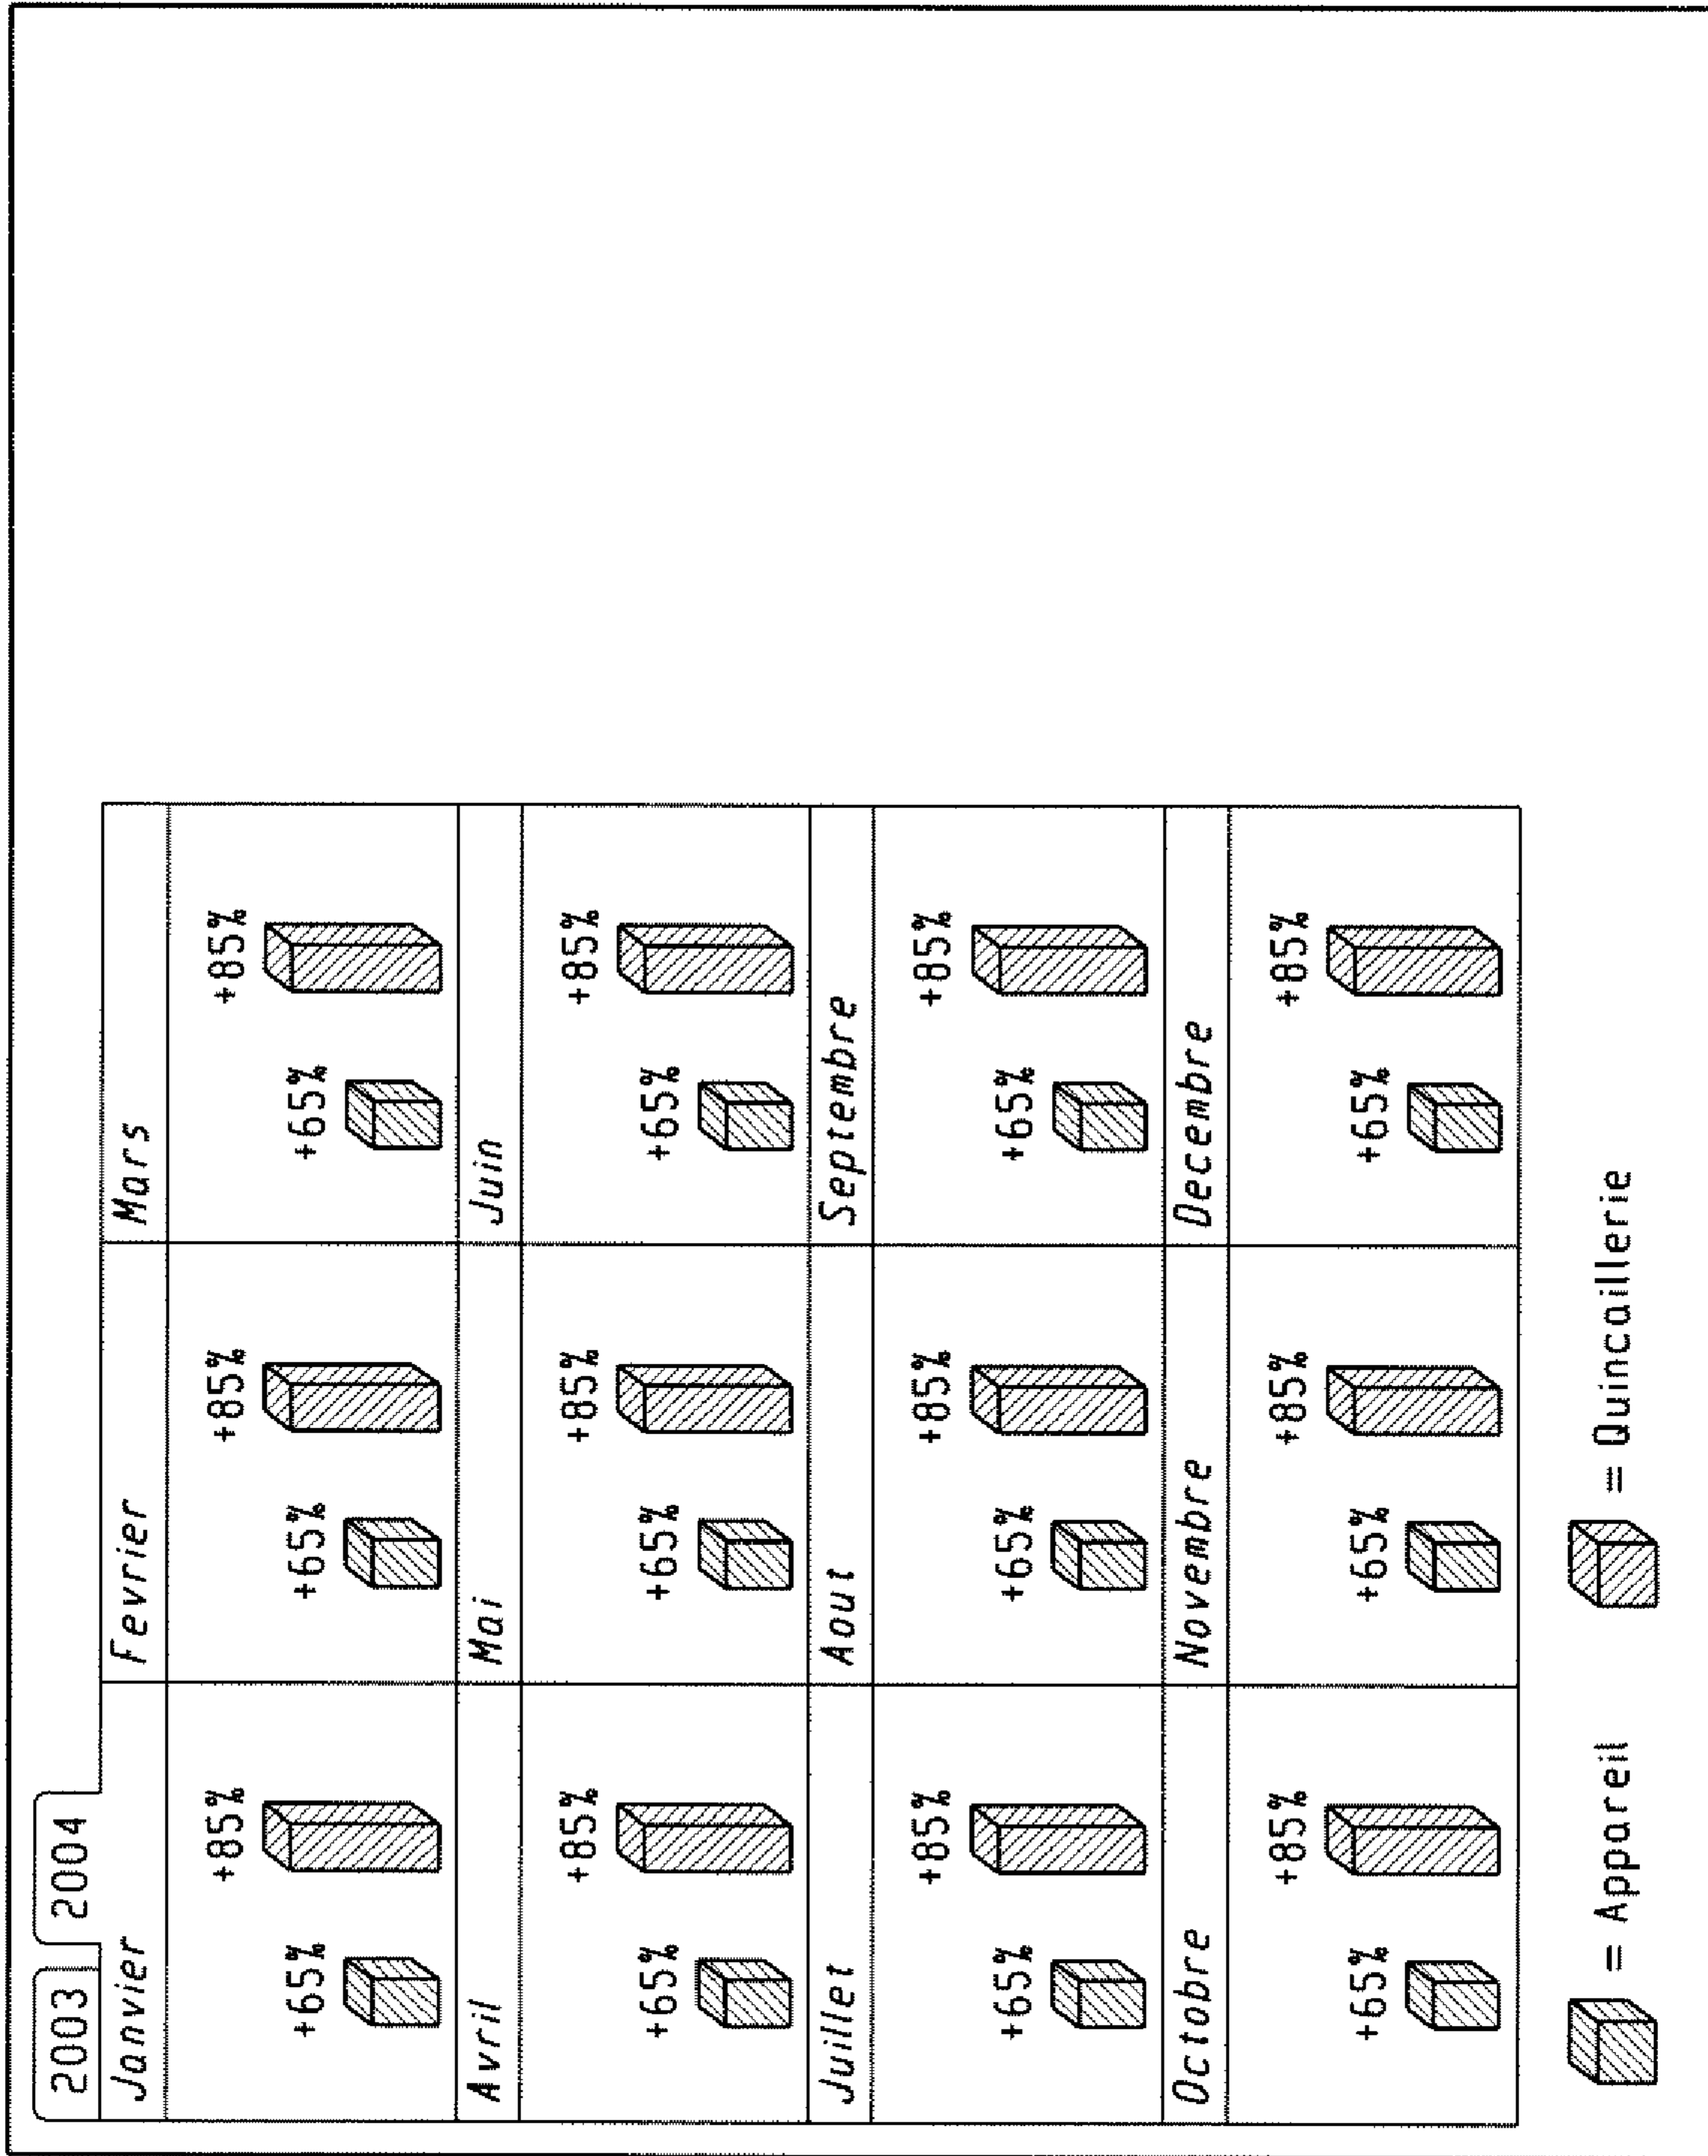 2003 2004
Janvier Fevrier Mars
+85% +85% +85%
+65% +65% +65%
Avril Mai Juin
+85% +85% +85%
+65% +65% +65%
Juillet Aout Septembre
+85% +85% +85%
+65% +65% +65%
Octobre Novembre Decembre
+85% +85% +85%
+65% +65% +65%
= Appareil = Quincaillerie